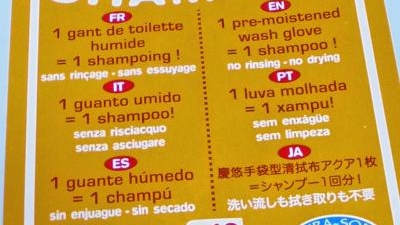 FR
1 gant de toilette
humide
= 1 shampoing !
sans rinçage - sans essuyage
EN
1 pre-moistened
wash glove
= 1 shampoo !
no rinsing - no drying
IT
1 guanto umido
= 1 shampoo!
senza risciacquo
senza asciugare
PT
1 luva molhada
= 1 xampu!
sem enxágüe
sem limpeza
ES
1 guante húmedo
= 1 champú
sin enjuague - sin secado
JA
慶悠手袋型清拭布アクア1枚
=シャンプー1回分!
洗い流しも拭き取りも不要